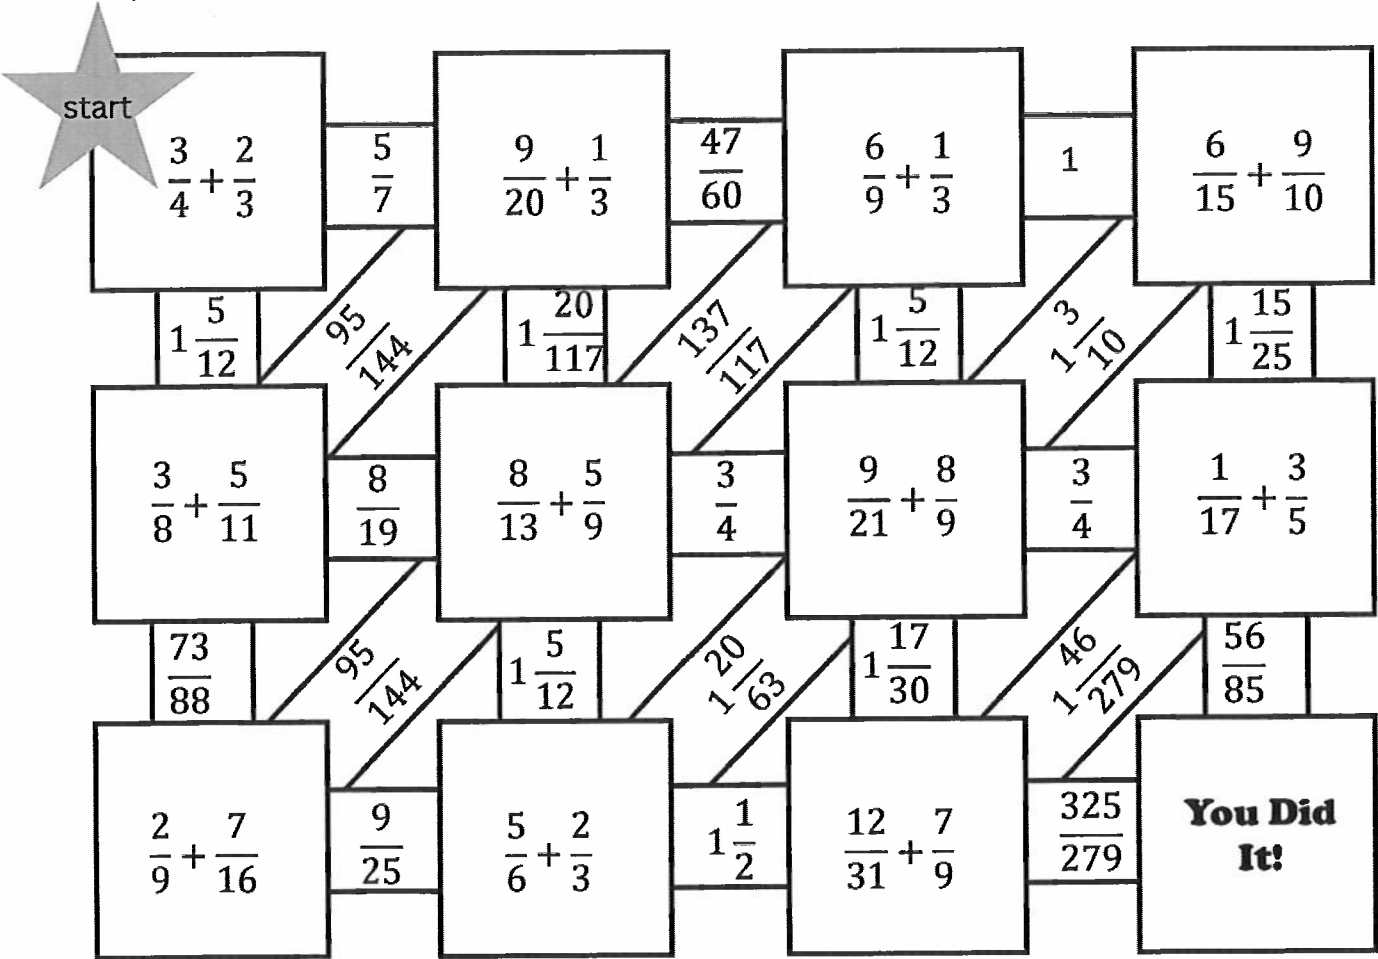 start
3/4 + 2/3
5/7
9/20 + 1/3
47/60
6/9 + 1/3
1
6/15 + 9/10
1 5/12
95/144
1 20/117
137/117
1 5/12
1 3/10
1 15/25
3/8 + 5/11
8/19
8/13 + 5/9
3/4
9/21 + 8/9
3/4
1/17 + 3/5
73/88
95/144
1 5/12
1 20/63
1 17/30
1 46/279
56/85
2/9 + 7/16
9/25
5/6 + 2/3
1 1/2
12/31 + 7/9
325/279
You Did
It!